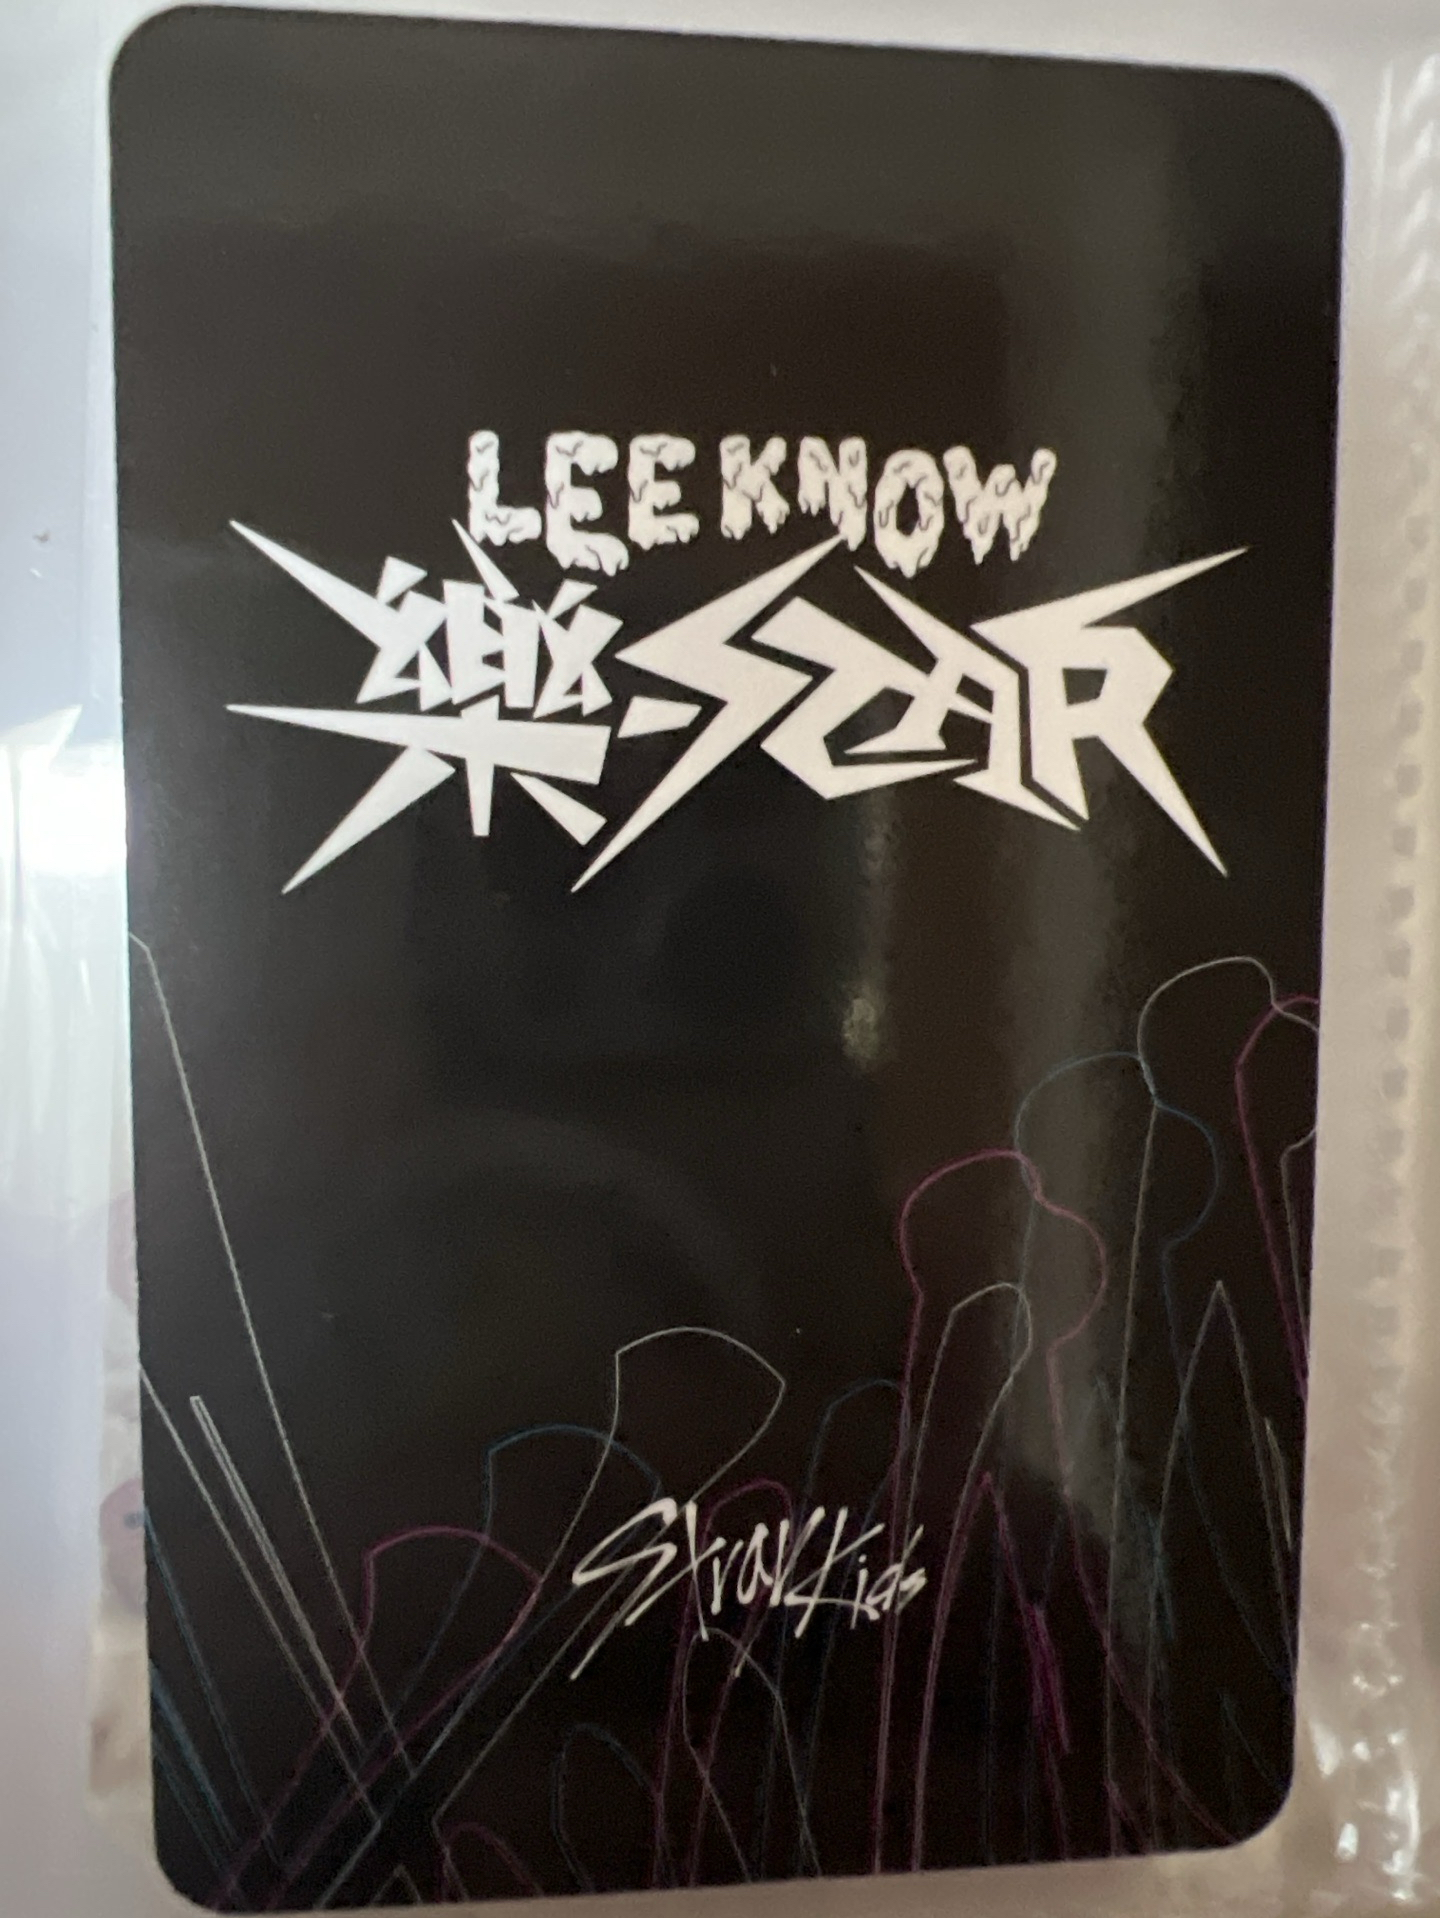 LEE KNOW
樂-STAR
Stray Kids